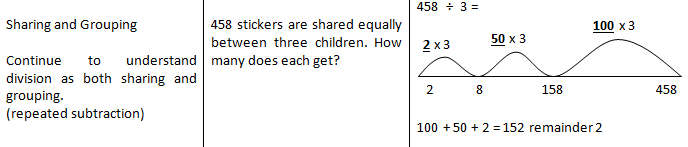 Sharing and Grouping
Continue to understand
division as both sharing and
grouping.
(repeated subtraction)
458 stickers are shared equally
between three children. How
many does each get?
458 ÷ 3 =
2 x 3
50 x 3
100 x 3
2 8 158 458
100 + 50 + 2 = 152 remainder 2